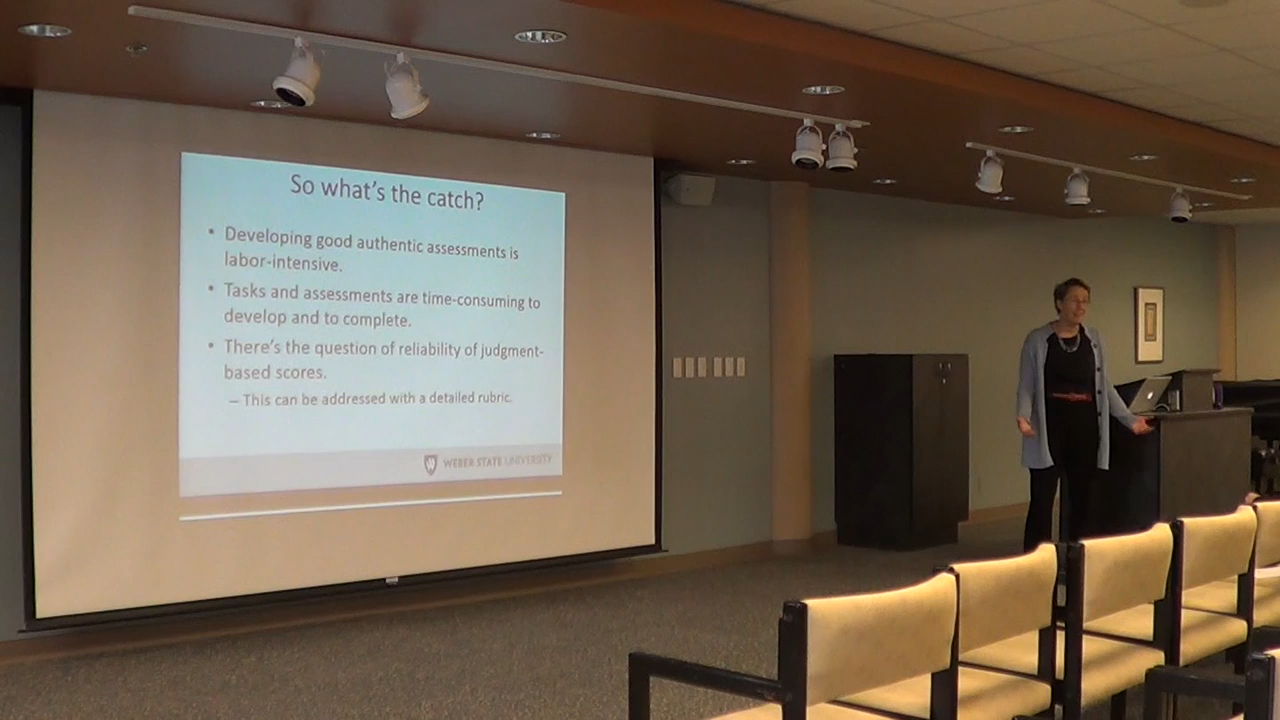 So what's the catch?
• Developing good authentic assessments is
labor-intensive.
• Tasks and assessments are time-consuming to
develop and to complete.
• There's the question of reliability of judgment-
based scores.
– This can be addressed with a detailed rubric.
WEBER STATE UNIVERSITY